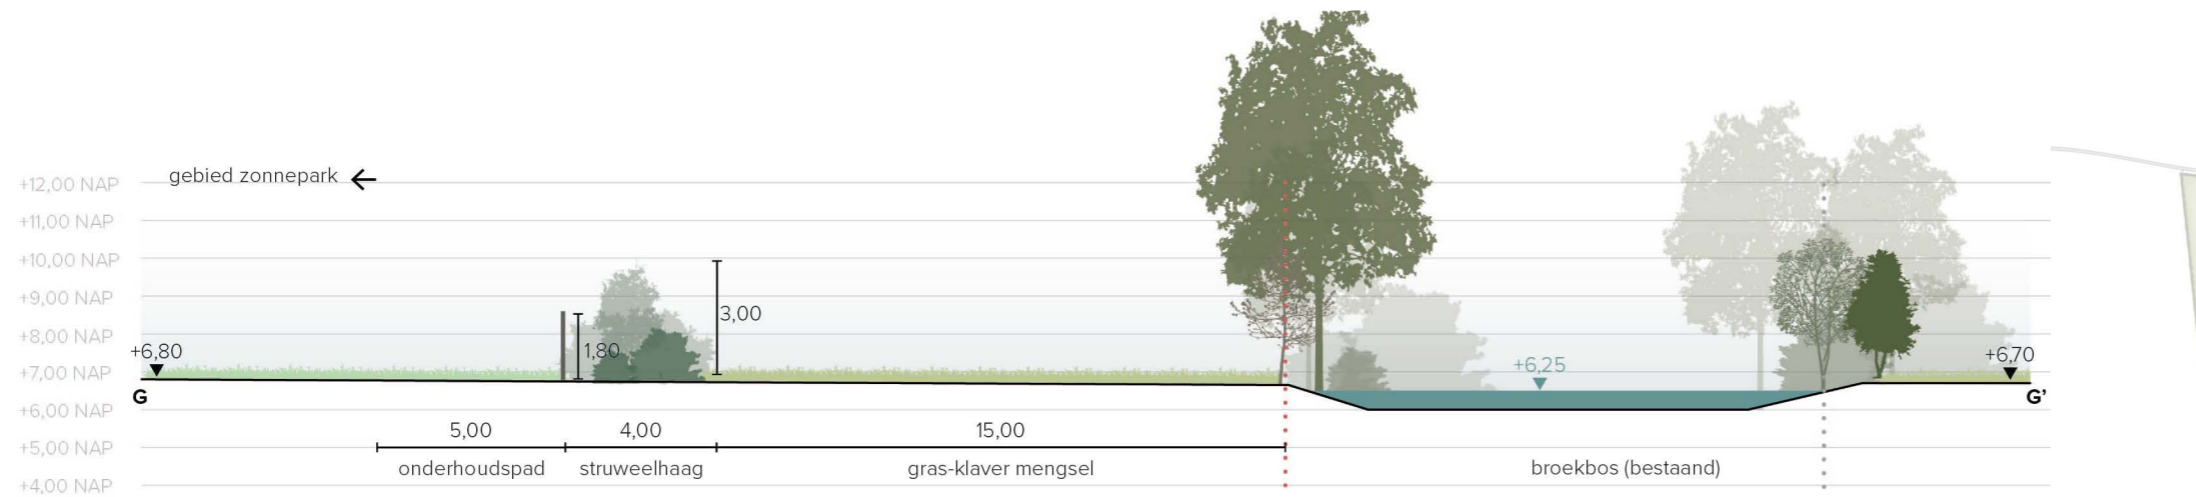 gebied zonnepark
+12,00 NAP
+11,00 NAP
+10,00 NAP
+9,00 NAP
3,00
+8,00 NAP
1,80
+6,80
+6,25
+6,70
+7,00 NAP
G
G'
+6,00 NAP
5,00 4,00 15,00
+5,00 NAP
onderhoudspad struweelhaag gras-klaver mengsel broekbos (bestaand)
+4,00 NAP